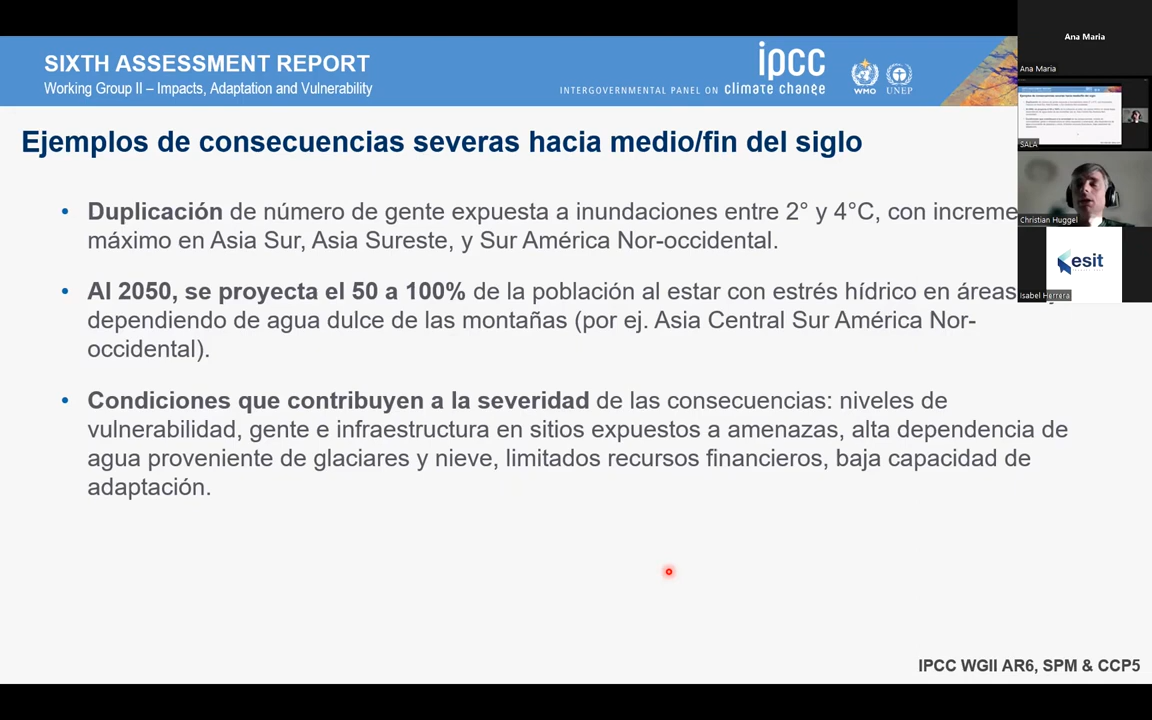 SIXTH ASSESSMENT REPORT
Working Group II – Impacts, Adaptation and Vulnerability
INTERGOVERNMENTAL PANEL ON climate change
ipcc
WMO
UNEP
Ejemplos de consecuencias severas hacia medio/fin del siglo
• Duplicación de número de gente expuesta a inundaciones entre 2° y 4°C, con increme
máximo en Asia Sur, Asia Sureste, y Sur América Nor-occidental.
• Al 2050, se proyecta el 50 a 100% de la población al estar con estrés hídrico en áreas
dependiendo de agua dulce de las montañas (por ej. Asia Central Sur América Nor-
occidental).
• Condiciones que contribuyen a la severidad de las consecuencias: niveles de
vulnerabilidad, gente e infraestructura en sitios expuestos a amenazas, alta dependencia de
agua proveniente de glaciares y nieve, limitados recursos financieros, baja capacidad de
adaptación.
IPCC WGII AR6, SPM & CCP5
Ana Maria
Ana Maria
SALA
Christian Huggel
esit
Isabel Herrera